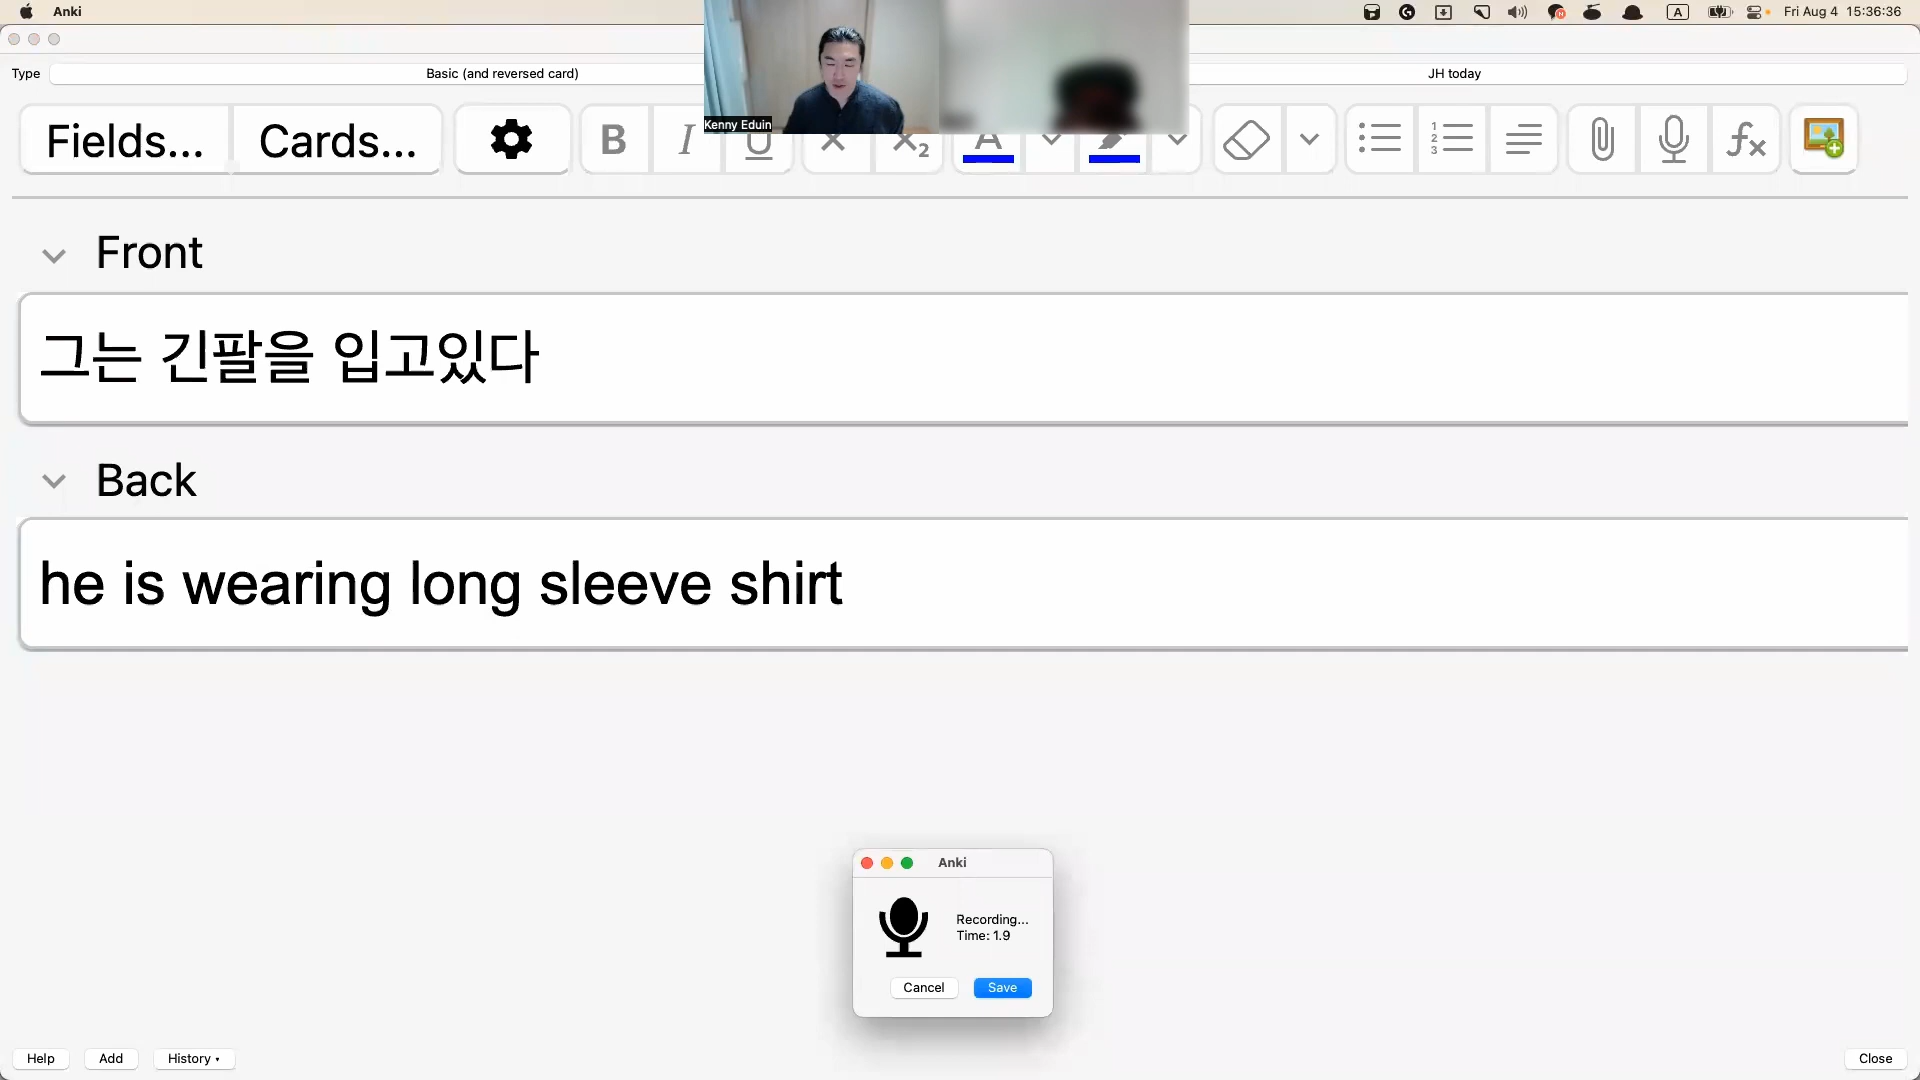 Anki
Fri Aug 4 15:36:36
Type
Basic (and reversed card)
JH today
Kenny Eduin
Fields...
Cards...
B
I
U
A
Front
그는 긴팔을 입고있다
Back
he is wearing long sleeve shirt
Anki
Recording...
Time: 1.9
Cancel
Save
Help
Add
History
Close